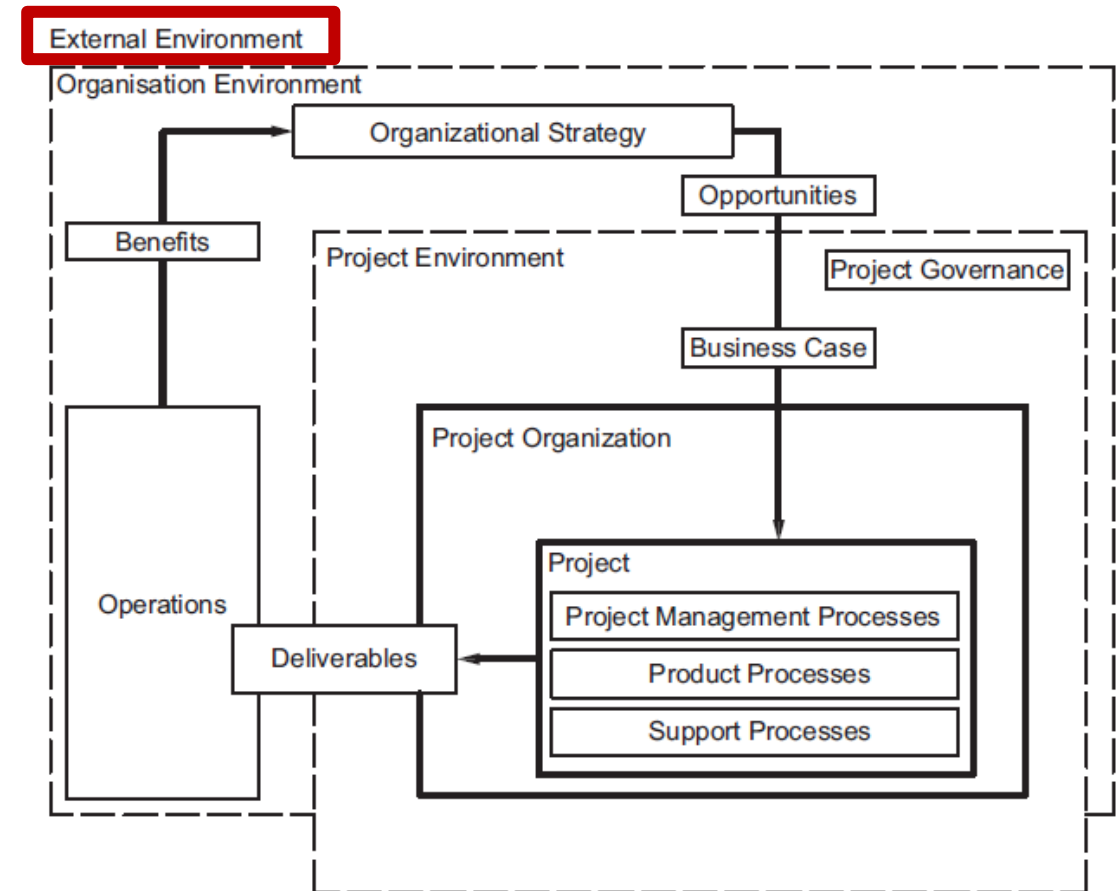 External Environment
Organisation Environment
Organizational Strategy
Opportunities
Benefits
Project Environment
Project Governance
Business Case
Project Organization
Project
Operations
Project Management Processes
Deliverables
Product Processes
Support Processes